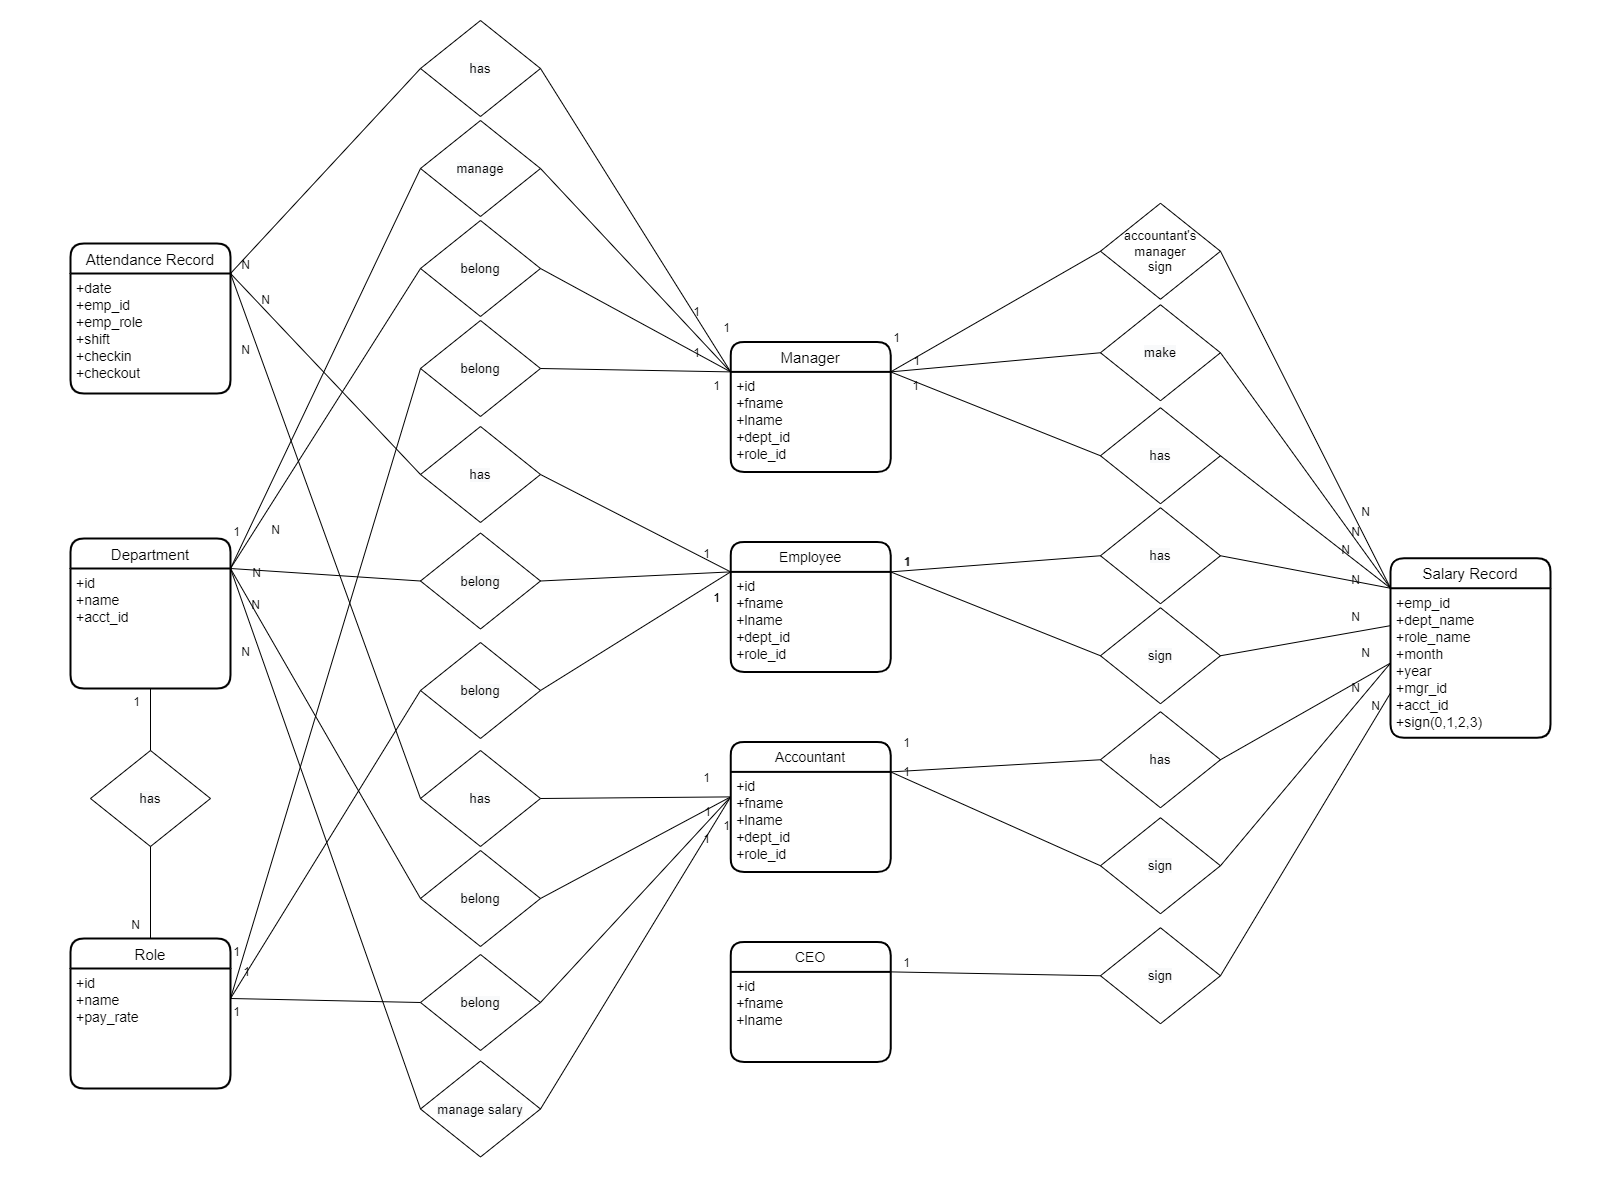 has
manage
belong
belong
has
belong
belong
has
belong
belong
manage salary
Attendance Record
+date
+emp_id
+emp_role
+shift
+checkin
+checkout
N
N
N
Department
+id
+name
+acct_id
1
N
N
N
N
1
has
N
Role
+id
+name
+pay_rate
1
1
1
1
1
1
1
Manager
+id
+fname
+lname
+dept_id
+role_id
1
1
1
1
1
Employee
+id
+fname
+lname
+dept_id
+role_id
1
1
1
1
1
Accountant
+id
+fname
+lname
+dept_id
+role_id
1
1
CEO
+id
+fname
+lname
1
accountant's
manager
sign
make
has
has
sign
has
sign
sign
N
N
N
N
N
N
N
N
Salary Record
+emp_id
+dept_name
+role_name
+month
+year
+mgr_id
+acct_id
+sign(0,1,2,3)